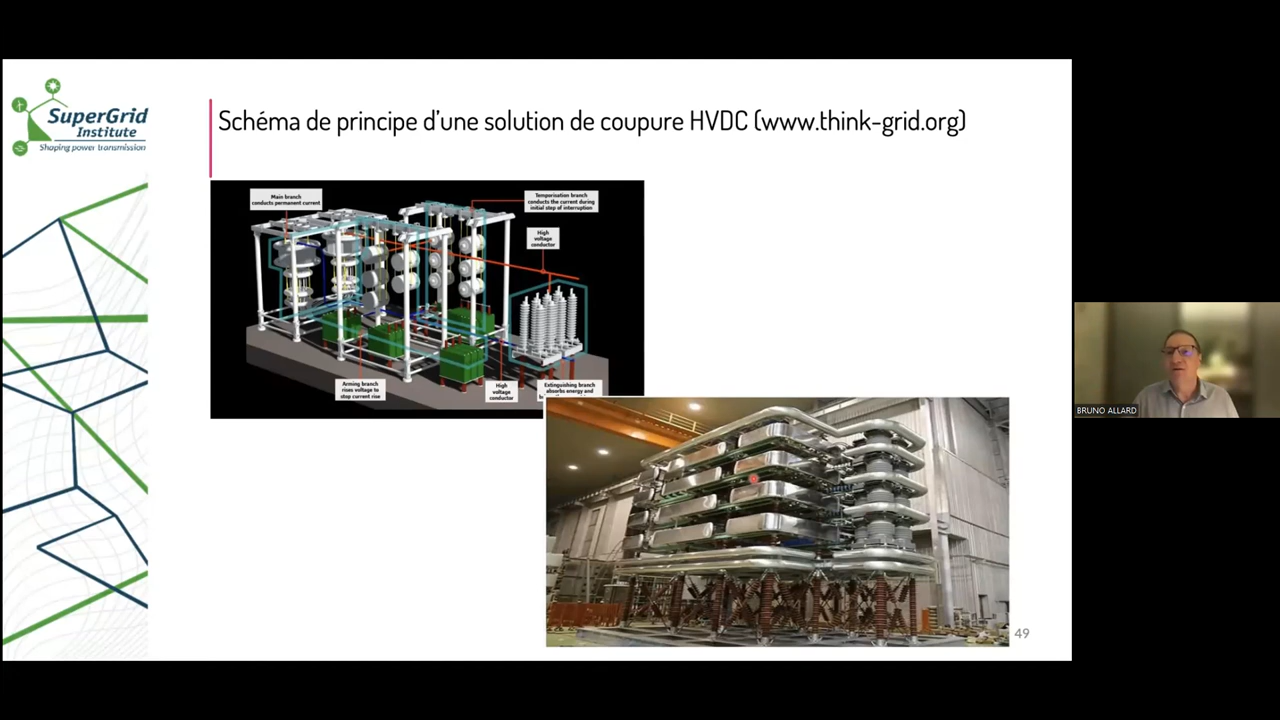 SuperGrid
Institute
Shaping power transmission
Schéma de principe d'une solution de coupure HVDC (www.think-grid.org)
Main branch
conducts permanent current
Temporisation branch
conducts the current during
initial step of interruption
High
voltage
conductor
Arming branch
rises voltage to
stop current rise
High
voltage
conductor
Extinguishing branch
absorbs energy and
49
BRUNO ALLARD